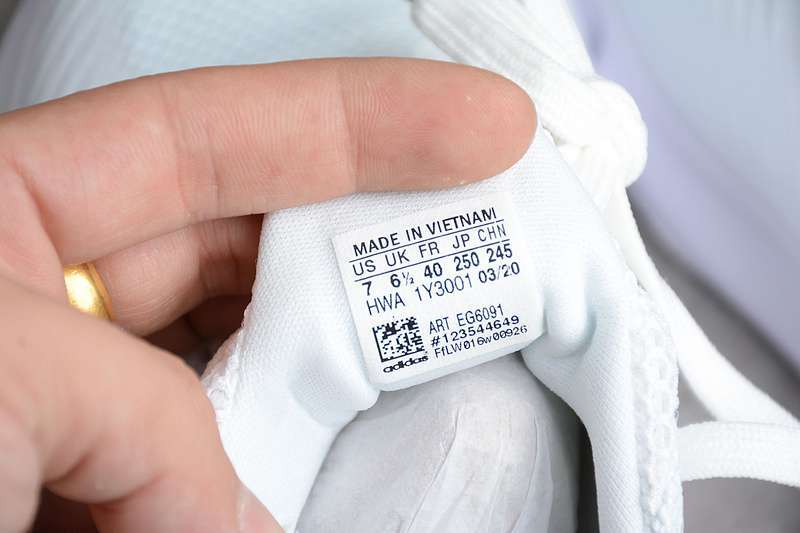 MADE IN VIETNAM
US UK FR JP CHN
7 6½ 40 250 245
HWA 1Y3001 03/20
ART EG6091
#123544649
FfLW016w00926
adidas